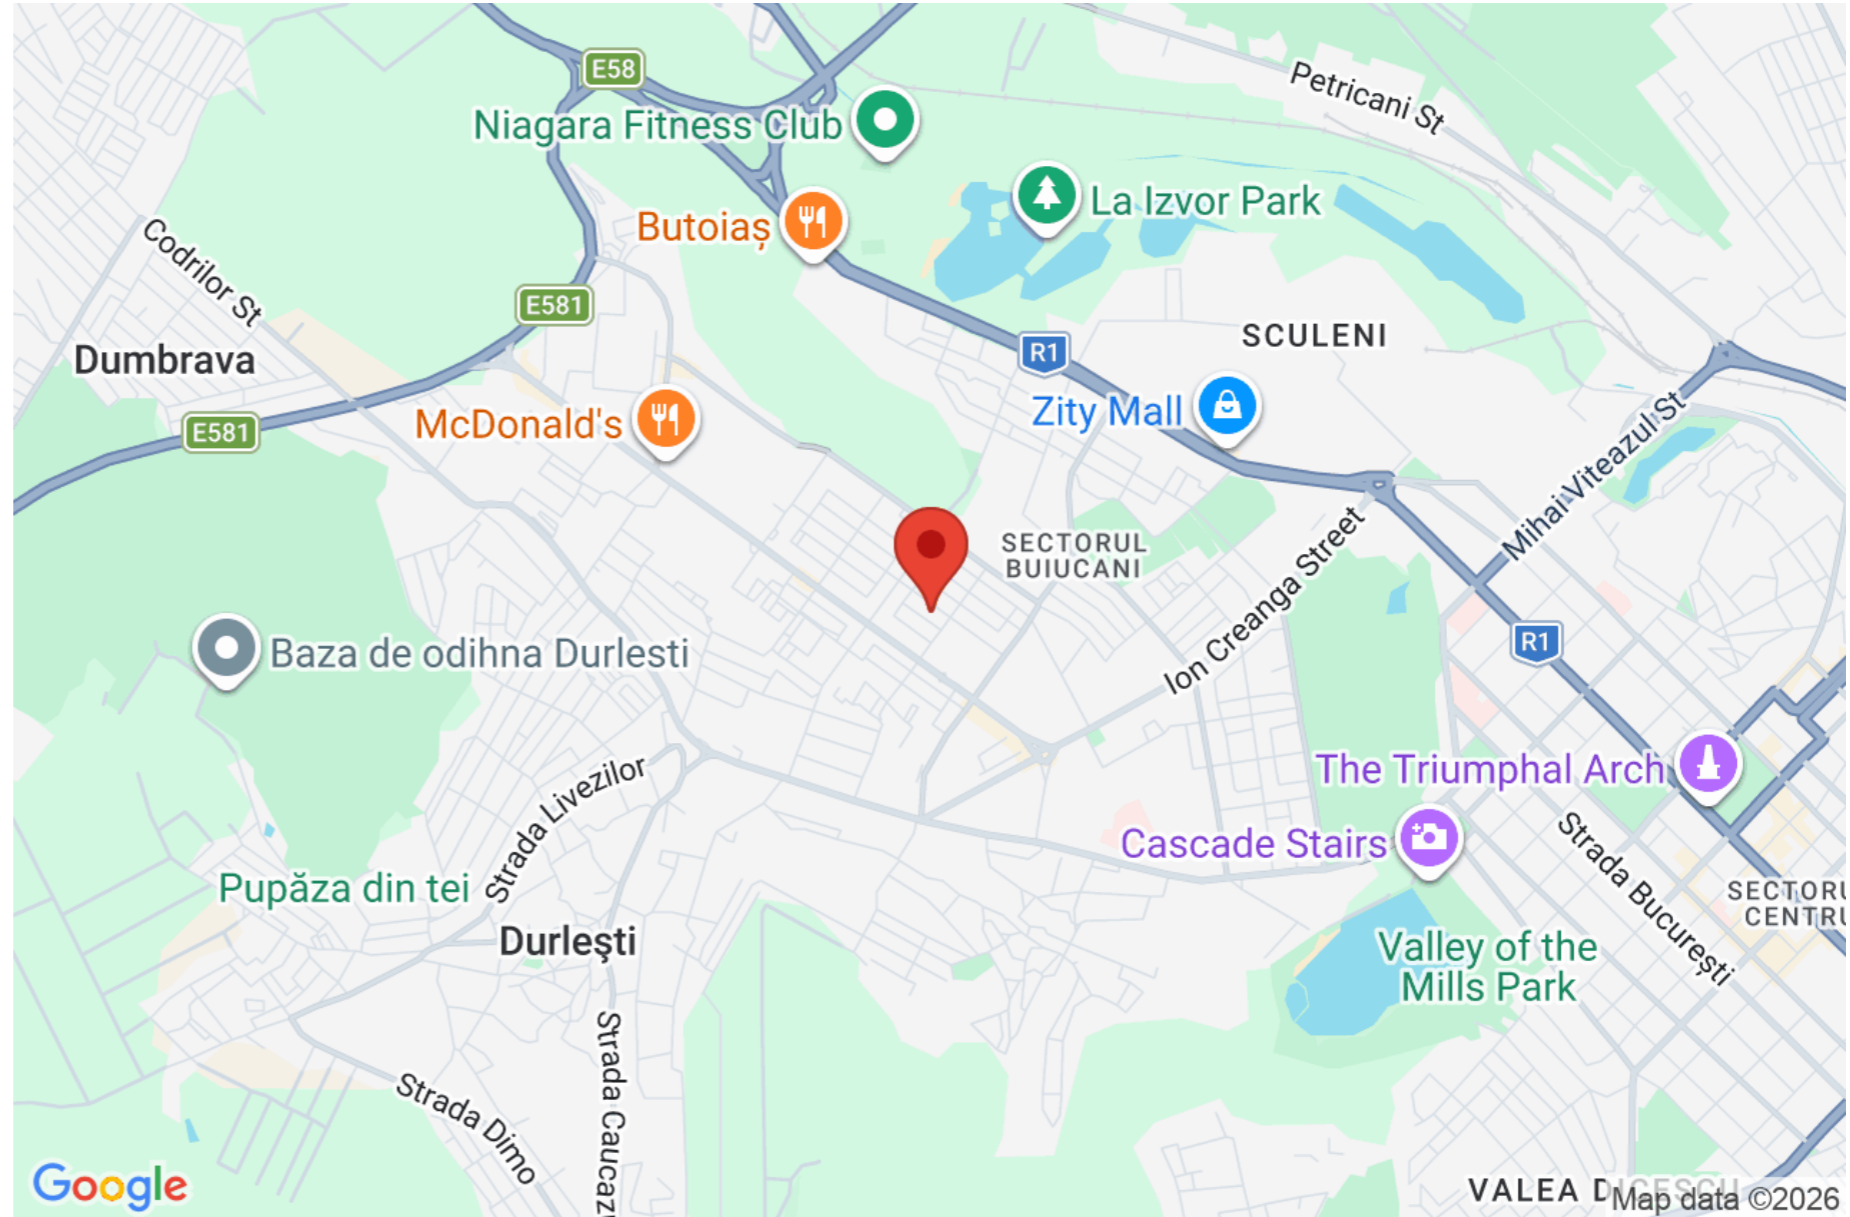 E58
Petricani St
Niagara Fitness Club
La Izvor Park
Butoiaș
Codrilor St
E581
SCULENI
R1
Dumbrava
Zity Mall
McDonald's
E581
Mihai Viteazul St
SECTORUL
BUIUCANI
Ion Creanga Street
R1
Baza de odihna Durlesti
The Triumphal Arch
Strada Livezilor
Cascade Stairs
Strada București
Pupăza din tei
SECTORU
CENTRU
Durleşti
Valley of the
Mills Park
Strada Caucaz
Strada Dimo
Google
VALEA DICESCU
Map data ©2026